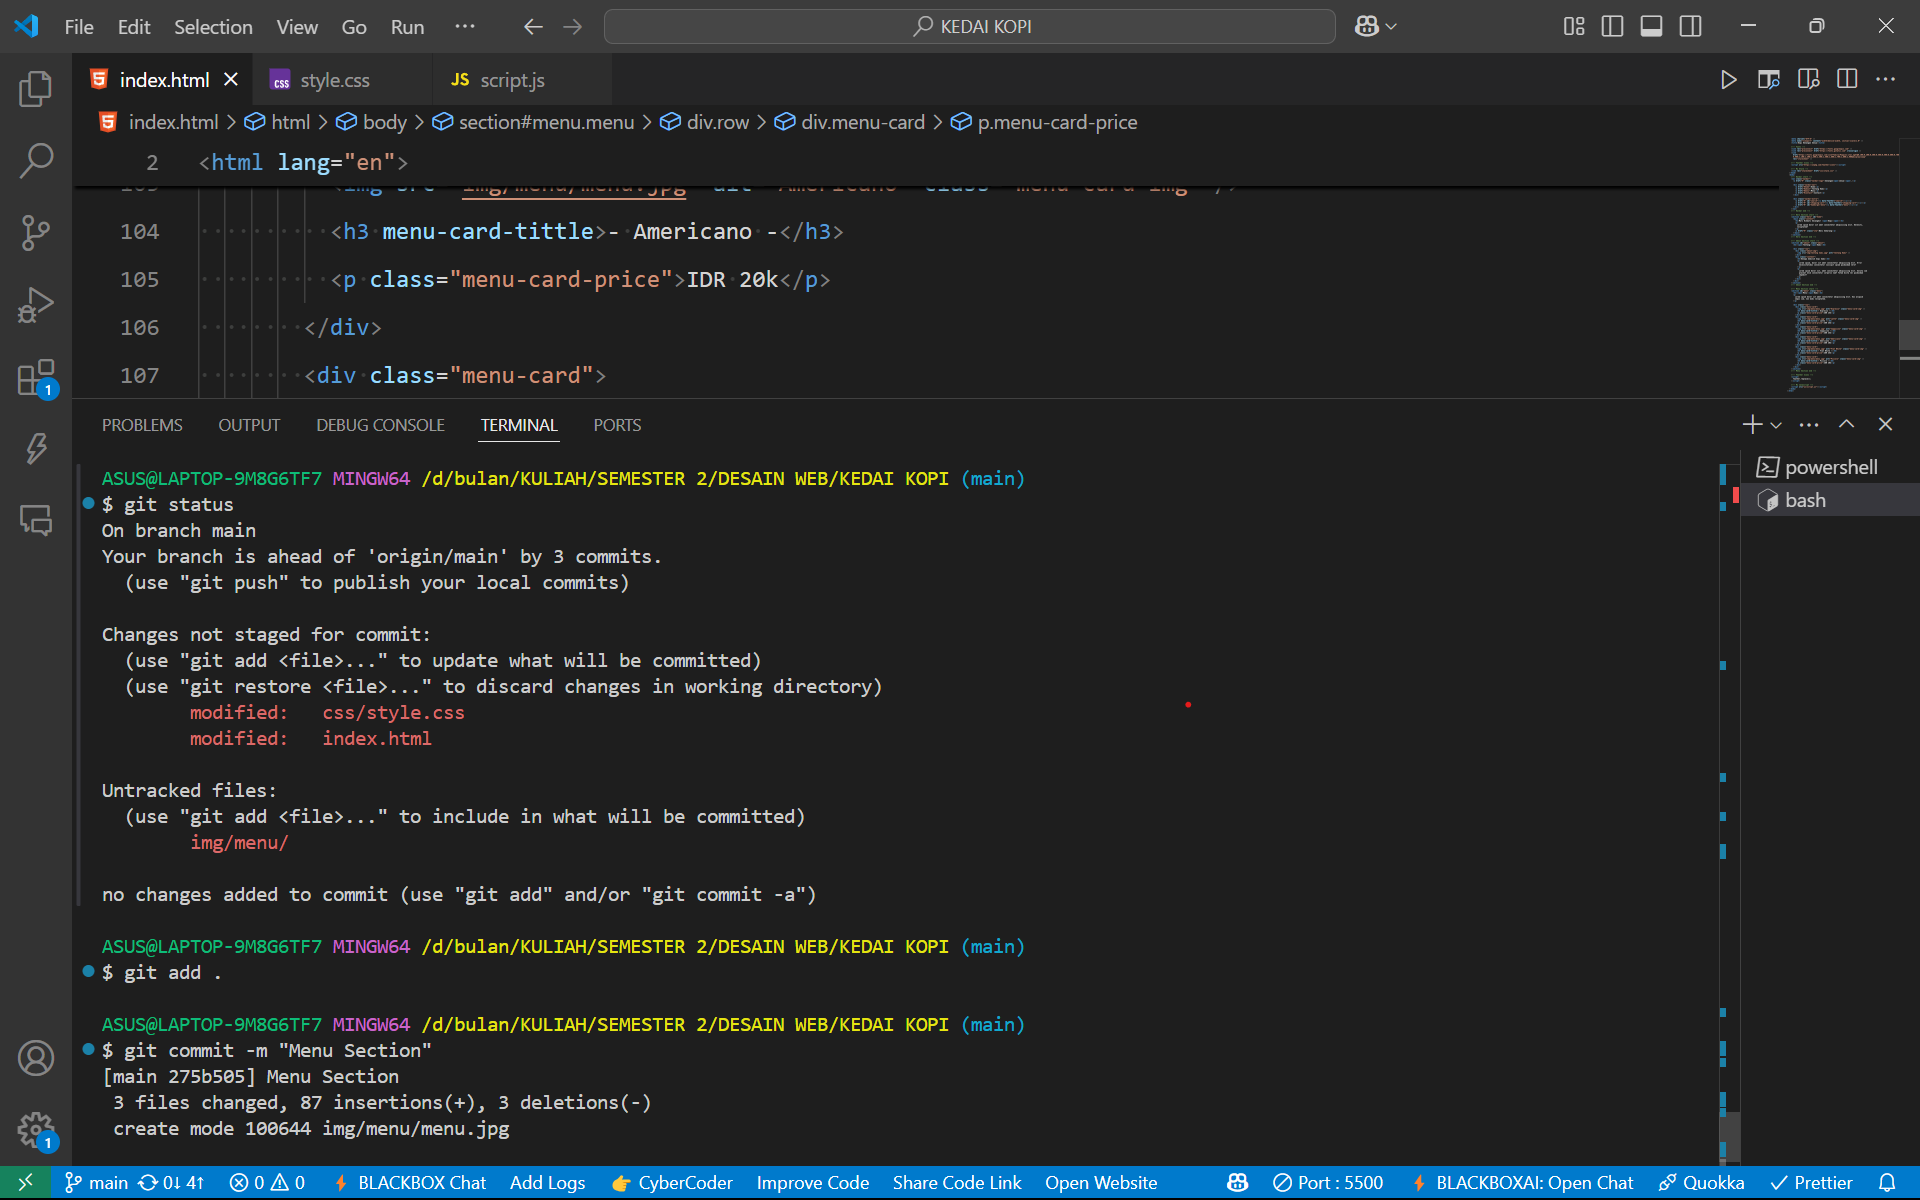 File Edit Selection View Go Run ··· KEDAI KOPI
index.html style.css JS script.js
index.html > html > body > section#menu.menu > div.row > div.menu-card > p.menu-card-price
2 <html lang="en">
104 <h3 menu-card-tittle>- Americano -</h3>
105 <p class="menu-card-price">IDR 20k</p>
106 </div>
107 <div class="menu-card">
PROBLEMS OUTPUT DEBUG CONSOLE TERMINAL PORTS
powershell
bash
ASUS@LAPTOP-9M8G6TF7 MINGW64 /d/bulan/KULIAH/SEMESTER 2/DESAIN WEB/KEDAI KOPI (main)
$ git status
On branch main
Your branch is ahead of 'origin/main' by 3 commits.
(use "git push" to publish your local commits)
Changes not staged for commit:
(use "git add <file>..." to update what will be committed)
(use "git restore <file>..." to discard changes in working directory)
modified: css/style.css
modified: index.html
Untracked files:
(use "git add <file>..." to include in what will be committed)
img/menu/
no changes added to commit (use "git add" and/or "git commit -a")
ASUS@LAPTOP-9M8G6TF7 MINGW64 /d/bulan/KULIAH/SEMESTER 2/DESAIN WEB/KEDAI KOPI (main)
$ git add .
ASUS@LAPTOP-9M8G6TF7 MINGW64 /d/bulan/KULIAH/SEMESTER 2/DESAIN WEB/KEDAI KOPI (main)
$ git commit -m "Menu Section"
[main 275b505] Menu Section
3 files changed, 87 insertions(+), 3 deletions(-)
create mode 100644 img/menu/menu.jpg
1
1
main 0↓ 4↑ 0 0 BLACKBOX Chat Add Logs CyberCoder Improve Code Share Code Link Open Website Port : 5500 BLACKBOXAI: Open Chat Quokka Prettier